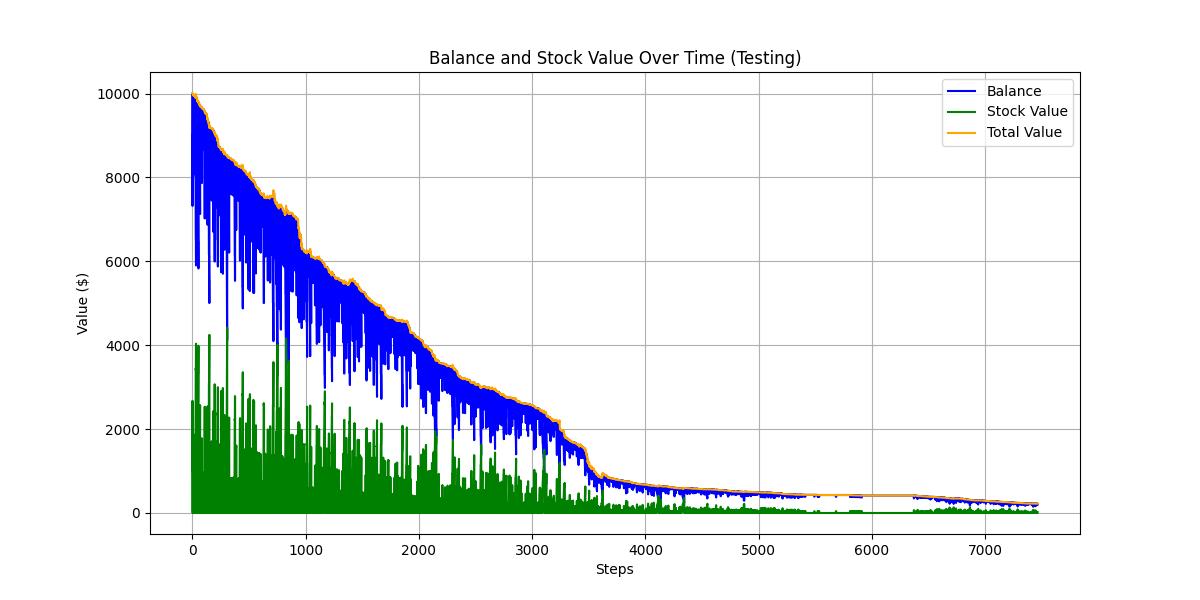 Balance and Stock Value Over Time (Testing)
Balance
Stock Value
Total Value
Value ($)
10000
8000
6000
4000
2000
0
0 1000 2000 3000 4000 5000 6000 7000
Steps